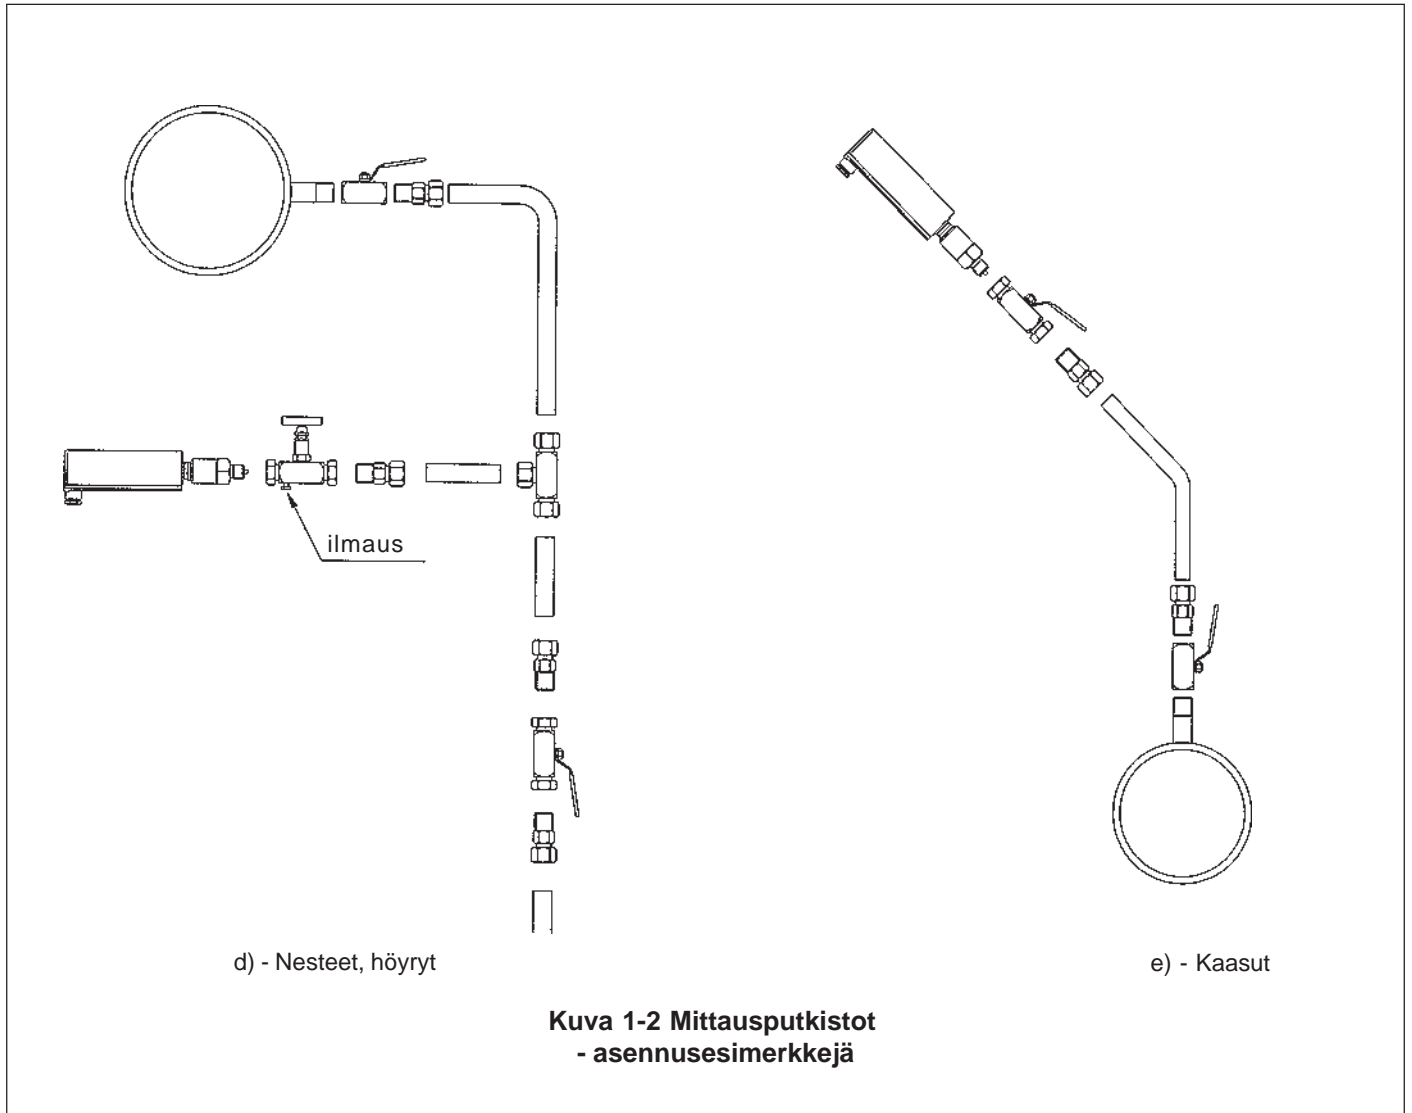 ilmaus
d) - Nesteet, höyryt
e) - Kaasut
Kuva 1-2 Mittausputkistot
- asennusesimerkkejä